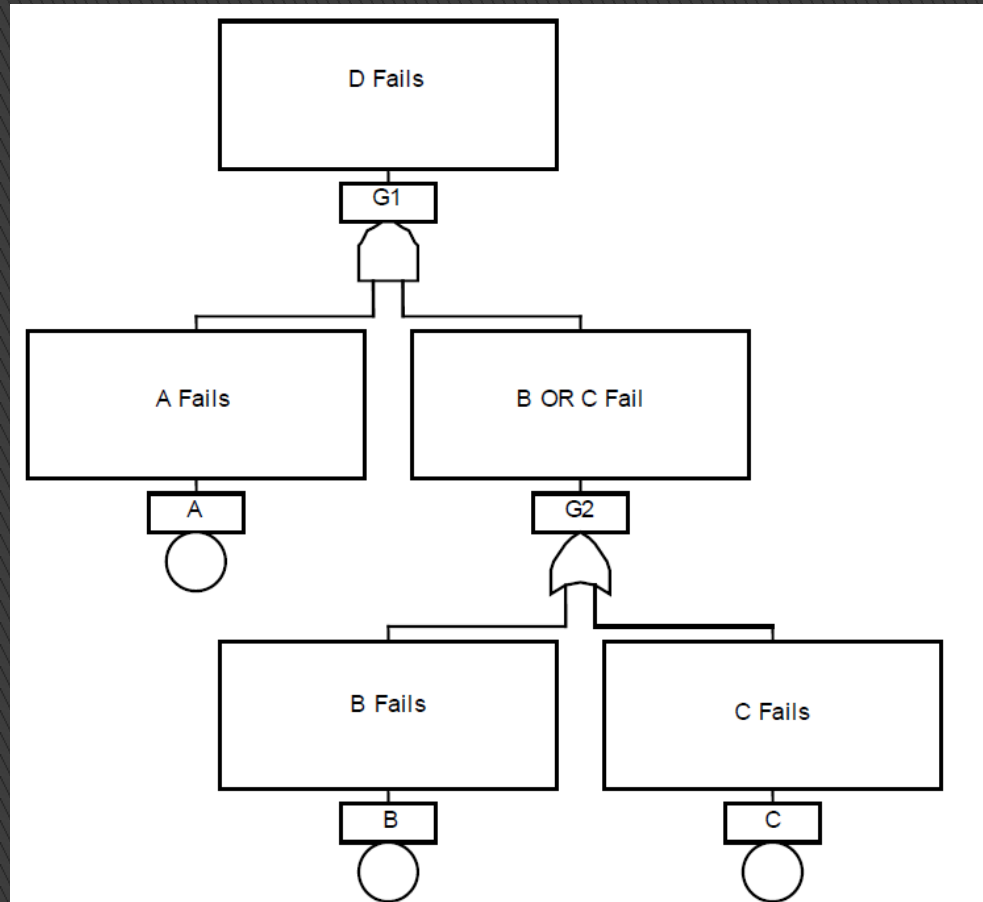 D Fails
G1
A Fails
B OR C Fail
A
G2
B Fails
C Fails
B
C